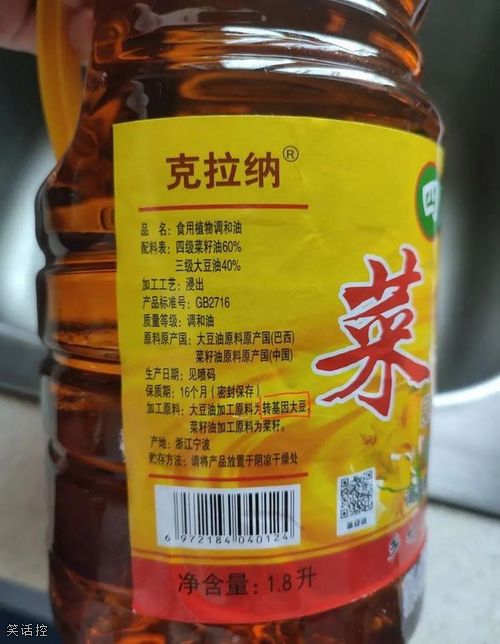 克拉纳®
四
菜
品 名：食用植物调和油
配料表：四级菜籽油60%
三级大豆油40%
加工工艺：浸出
产品标准号：GB2716
质量等级：调和油
原料原产国：大豆油原料原产国(巴西)
菜籽油原料原产国(中国)
生产日期：见喷码
保质期：16个月（密封保存）
加工原料：大豆油加工原料为转基因大豆，
菜籽油加工原料为菜籽。
产地：浙江宁波
贮存方法：请将产品放置于阴凉干燥处
6 972184 040124
净含量：1.8升
乡
笑话控